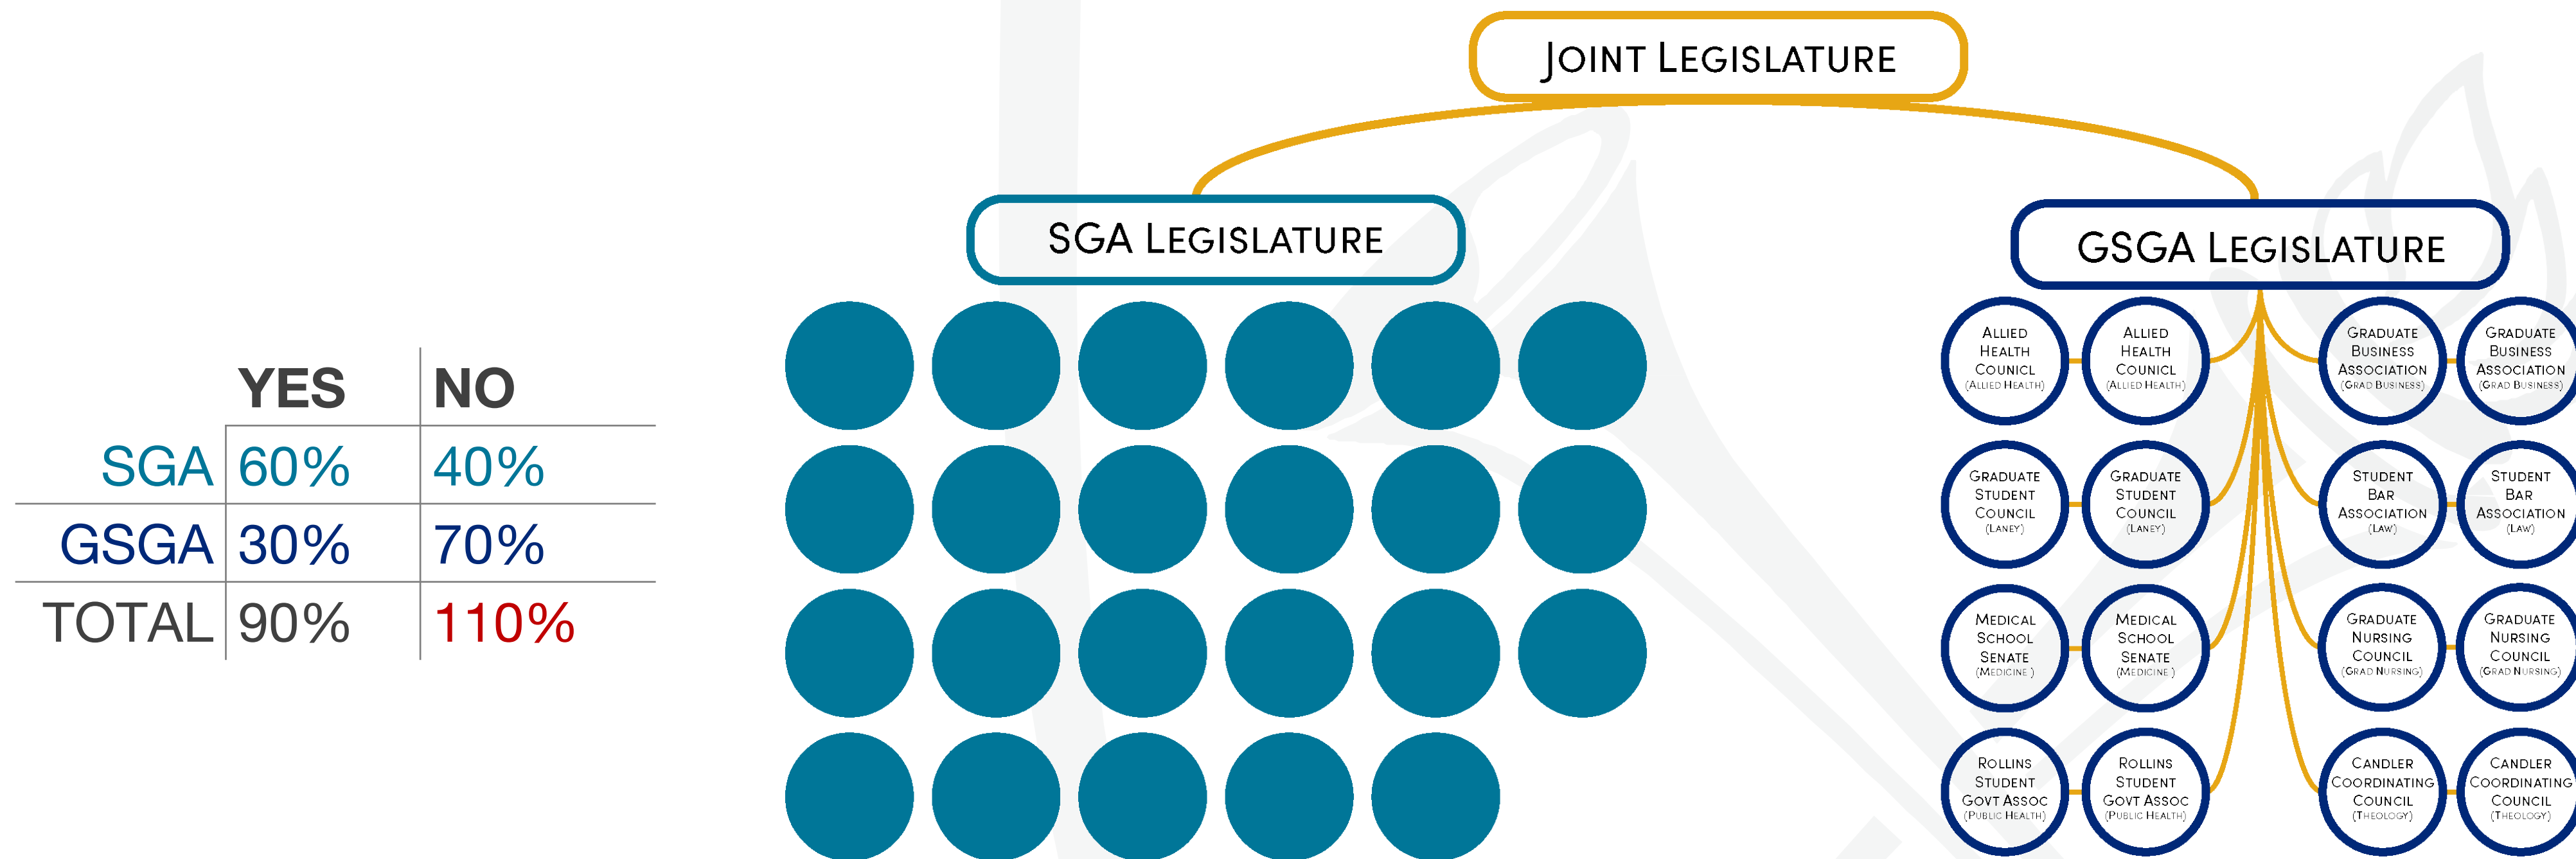 JOINT LEGISLATURE
SGA LEGISLATURE
GSGA LEGISLATURE
YES NO
SGA 60% 40%
GSGA 30% 70%
TOTAL 90% 110%
ALLIED
HEALTH
COUNICL
(ALLIED HEALTH)
ALLIED
HEALTH
COUNICL
(ALLIED HEALTH)
GRADUATE
BUSINESS
ASSOCIATION
(GRAD BUSINESS)
GRADUATE
BUSINESS
ASSOCIATION
(GRAD BUSINESS)
GRADUATE
STUDENT
COUNCIL
(LANEY)
GRADUATE
STUDENT
COUNCIL
(LANEY)
STUDENT
BAR
ASSOCIATION
(LAW)
STUDENT
BAR
ASSOCIATION
(LAW)
MEDICAL
SCHOOL
SENATE
(MEDICINE)
MEDICAL
SCHOOL
SENATE
(MEDICINE)
GRADUATE
NURSING
COUNCIL
(GRAD NURSING)
GRADUATE
NURSING
COUNCIL
(GRAD NURSING)
ROLLINS
STUDENT
GOVT ASSOC
(PUBLIC HEALTH)
ROLLINS
STUDENT
GOVT ASSOC
(PUBLIC HEALTH)
CANDLER
COORDINATING
COUNCIL
(THEOLOGY)
CANDLER
COORDINATING
COUNCIL
(THEOLOGY)